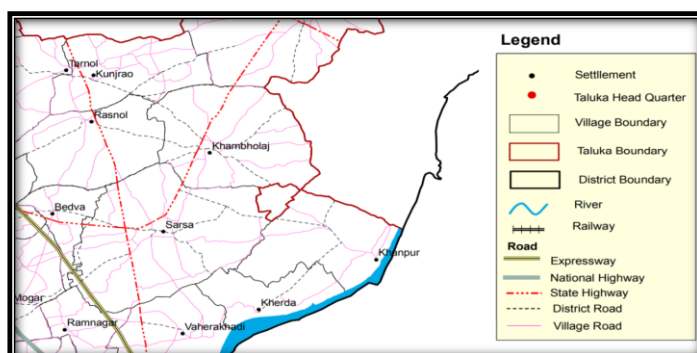 Tarnol
Kunjrao
Rasnol
Khambholaj
Bedva
Sarsa
Khanpur
Mogar
Kherda
Ramnagar
Vaherakhadi
Legend
Settllement
Taluka Head Quarter
Village Boundary
Taluka Boundary
District Boundary
River
Railway
Road
Expressway
National Highway
State Highway
District Road
Village Road